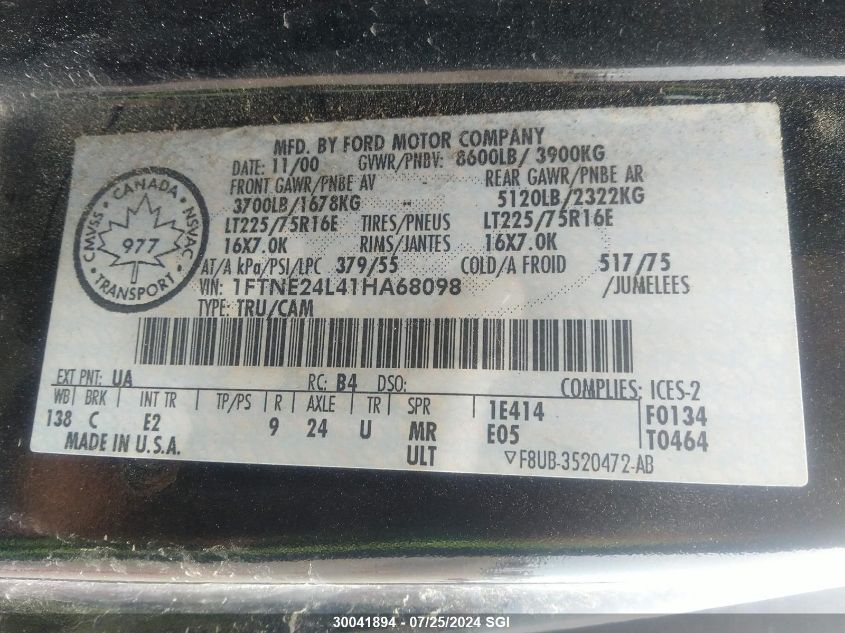 MFD. BY FORD MOTOR COMPANY
DATE: 11/00 GVWR/PNBV: 8600LB/ 3900KG
FRONT GAWR/PNBE AV REAR GAWR/PNBE AR
3700LB/1678KG 5120LB/2322KG
LT225/75R16E TIRES/PNEUS LT225/75R16E
16X7.0K RIMS/JANTES 16X7.0K
AT/A kPa/PSI/LPC 379/55 COLD/A FROID 517/75
VIN: 1FTNE24L41HA68098 /JUMELEES
TYPE: TRU/CAM
CANADA
CMVSS NSVAC
977
TRANSPORT
EXT PNT: UA RC: B4 DSO: COMPLIES: ICES-2
WB BRK INT TR TP/PS R AXLE TR SPR 1E414 F0134
138 C E2 9 24 U MR E05 T0464
MADE IN U.S.A. ULT ▽F8UB-3520472-AB
30041894 - 07/25/2024 SGI